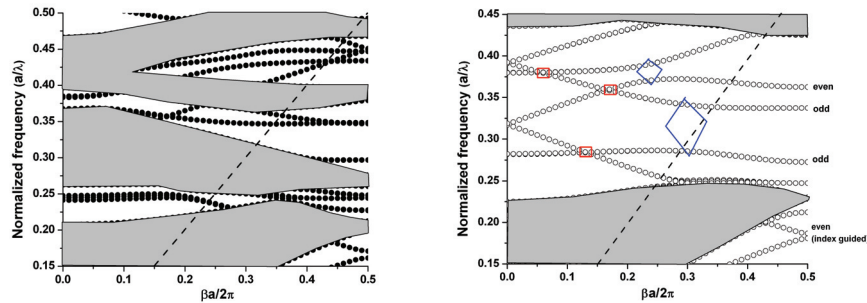 0.50
0.45
0.40
0.35
0.30
0.25
0.20
0.15
Normalized frequency (a/λ)
0.0 0.1 0.2 0.3 0.4 0.5
βa/2π
0.45
0.40
0.35
0.30
0.25
0.20
0.15
Normalized frequency (a/λ)
even
odd
odd
even
(index guided)
0.0 0.1 0.2 0.3 0.4 0.5
βa/2π